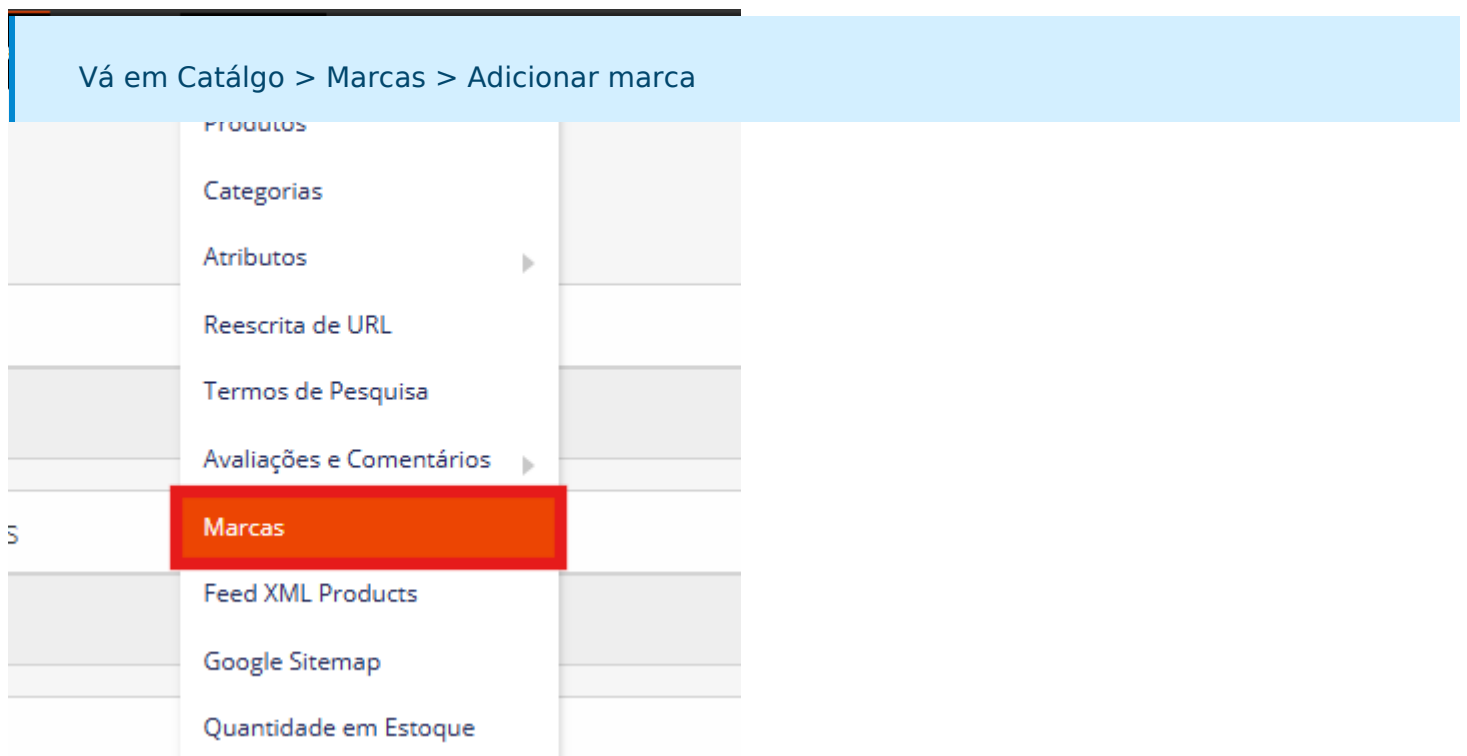 Vá em Catálgo > Marcas > Adicionar marca
Produtos
Categorias
Atributos
Reescrita de URL
Termos de Pesquisa
Avaliações e Comentários
S
Marcas
Feed XML Products
Google Sitemap
Quantidade em Estoque